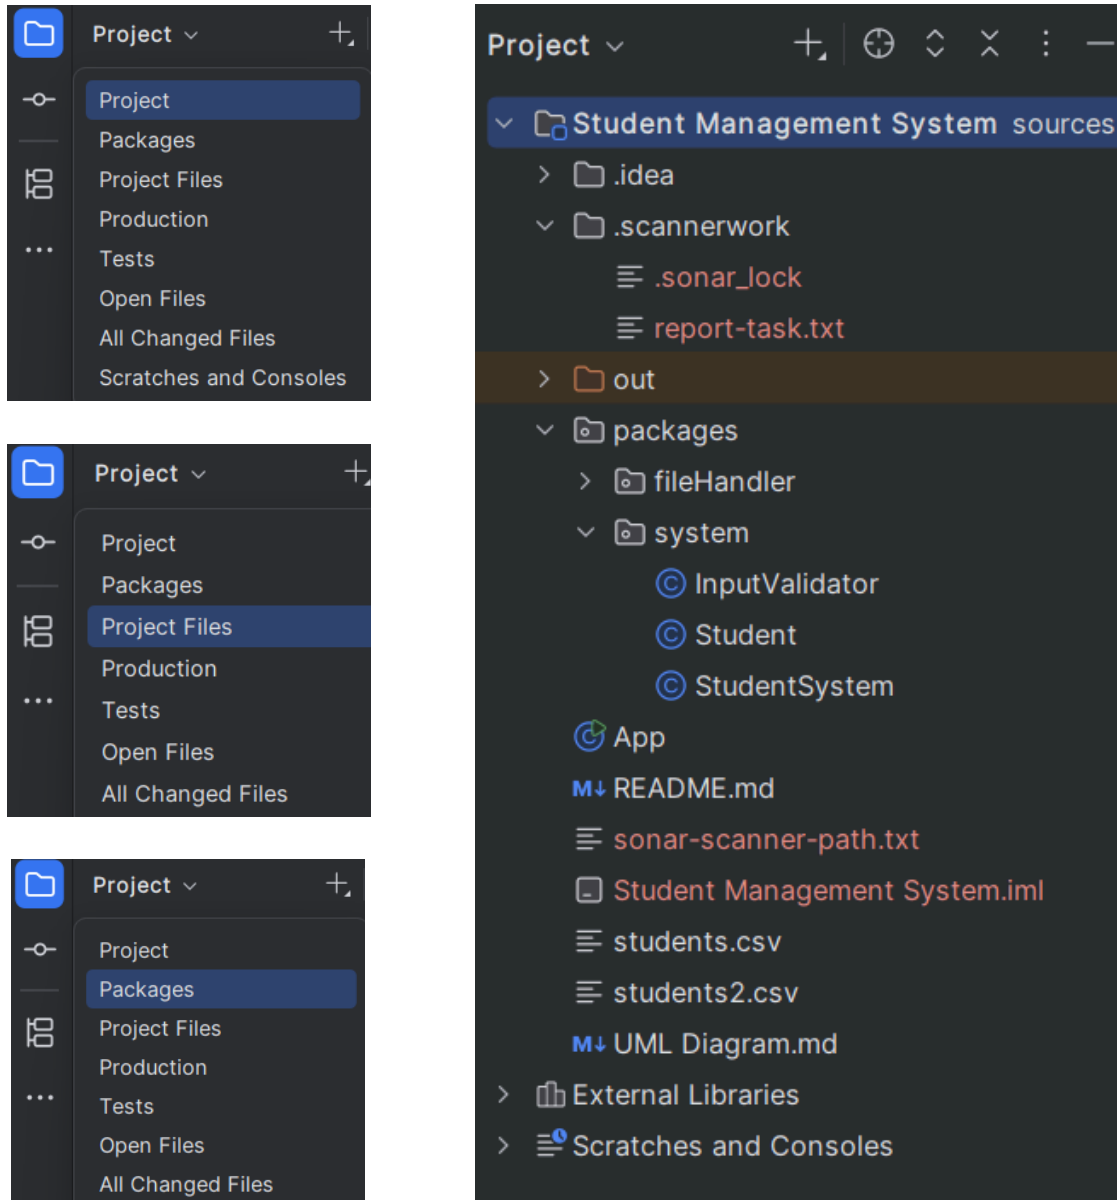 Project
Project
Packages
Project Files
Production
Tests
Open Files
All Changed Files
Scratches and Consoles
Project
Project
Packages
Project Files
Production
Tests
Open Files
All Changed Files
Project
Project
Packages
Project Files
Production
Tests
Open Files
All Changed Files
Project
Student Management System sources
.idea
.scannerwork
.sonar_lock
report-task.txt
out
packages
fileHandler
system
C InputValidator
C Student
C StudentSystem
C App
M↓ README.md
sonar-scanner-path.txt
Student Management System.iml
students.csv
students2.csv
M↓ UML Diagram.md
External Libraries
Scratches and Consoles